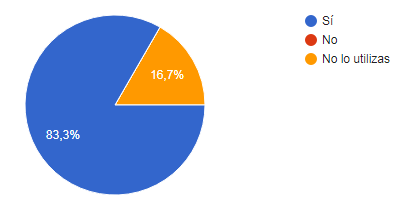 Sí
No
No lo utilizas
16,7%
83,3%